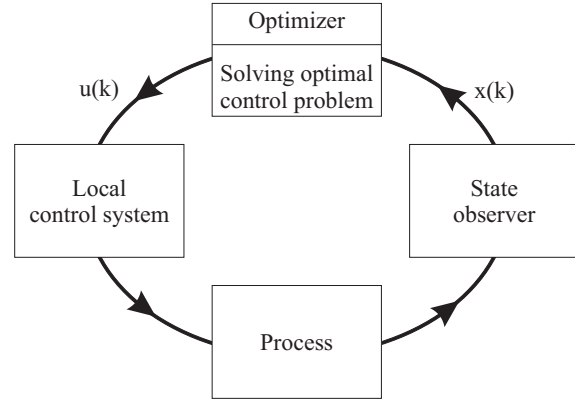 Optimizer
Solving optimal
control problem
u(k)
x(k)
Local
control system
State
observer
Process